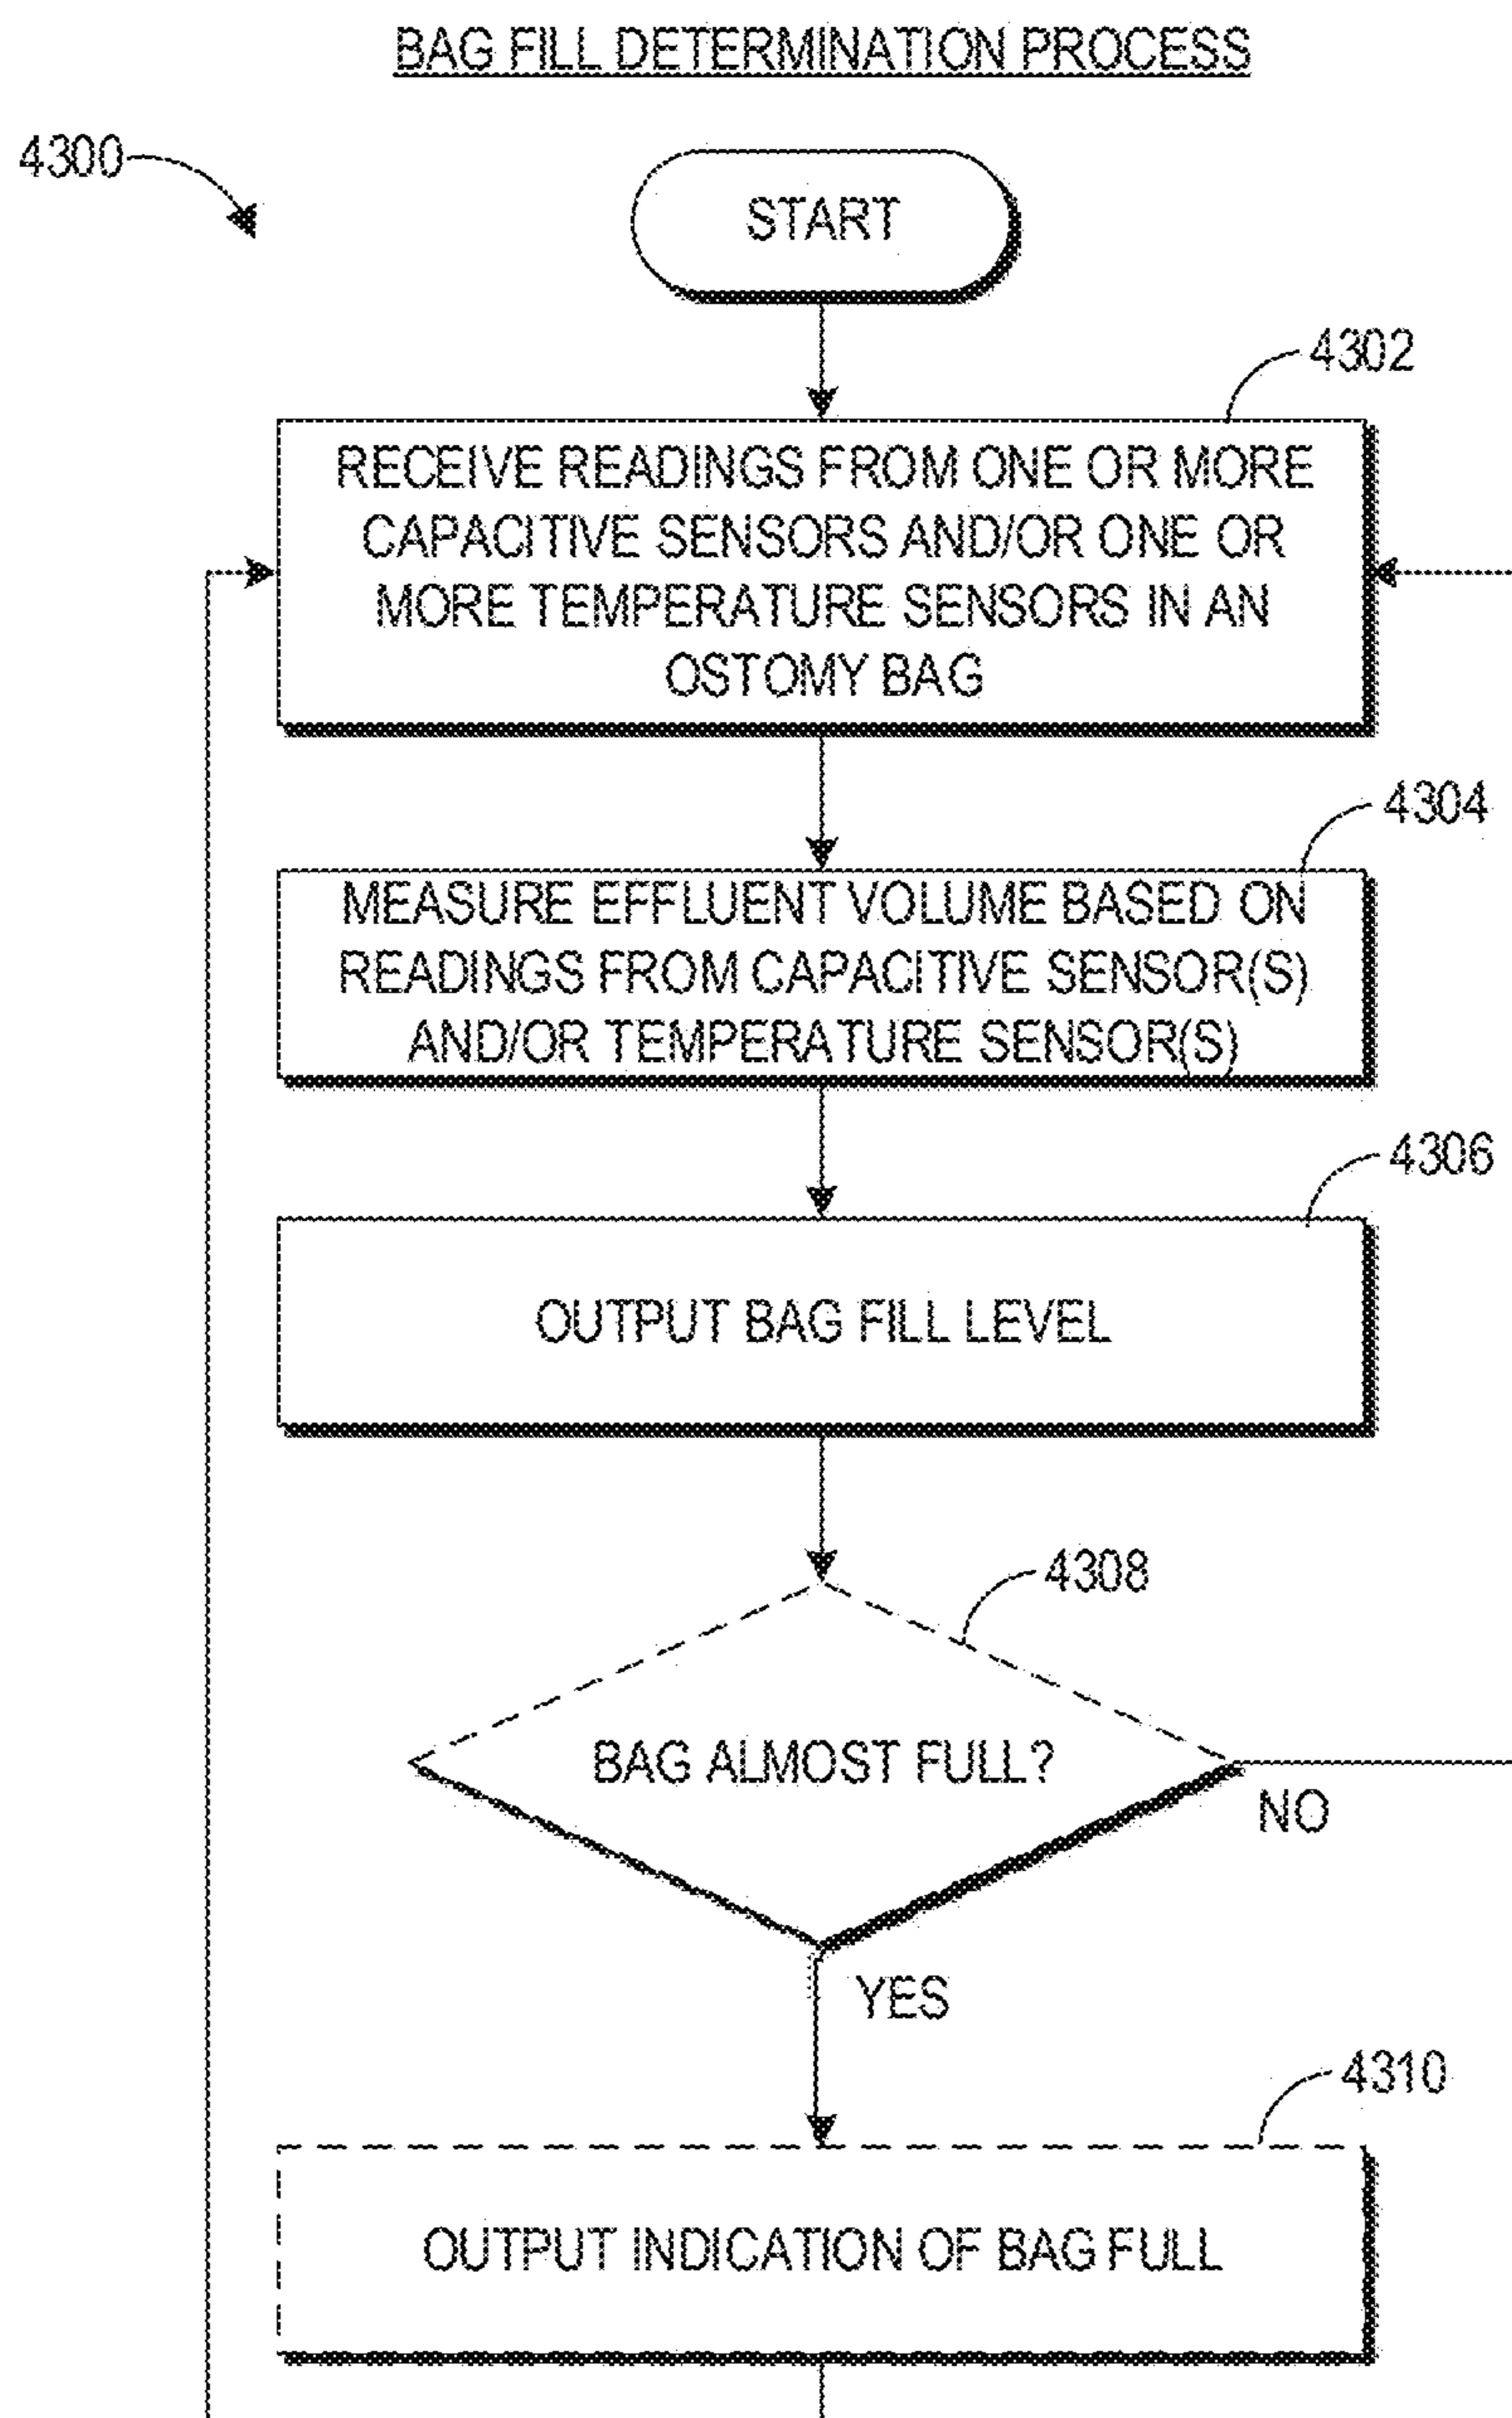 BAG FILL DETERMINATION PROCESS
4300
START
4302
RECEIVE READINGS FROM ONE OR MORE
CAPACITIVE SENSORS AND/OR ONE OR
MORE TEMPERATURE SENSORS IN AN
OSTOMY BAG
4304
MEASURE EFFLUENT VOLUME BASED ON
READINGS FROM CAPACITIVE SENSOR(S)
AND/OR TEMPERATURE SENSOR(S)
4306
OUTPUT BAG FILL LEVEL
4308
BAG ALMOST FULL?
NO
YES
4310
OUTPUT INDICATION OF BAG FULL